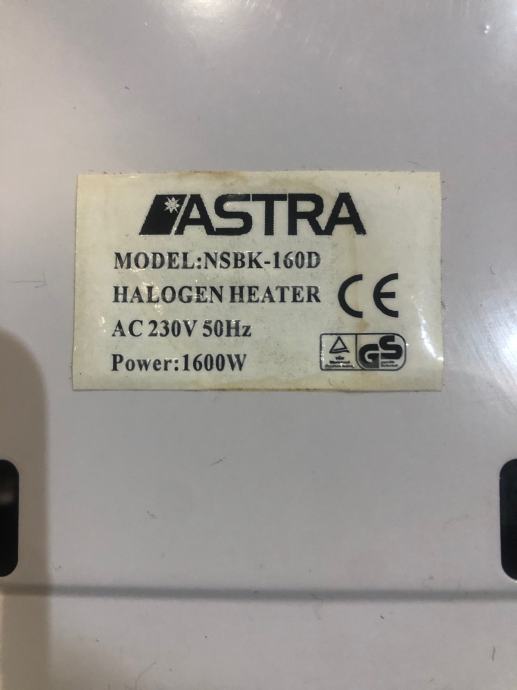 ASTRA
MODEL:NSBK-160D
HALOGEN HEATER
AC 230V 50Hz
Power:1600W
CE
GS